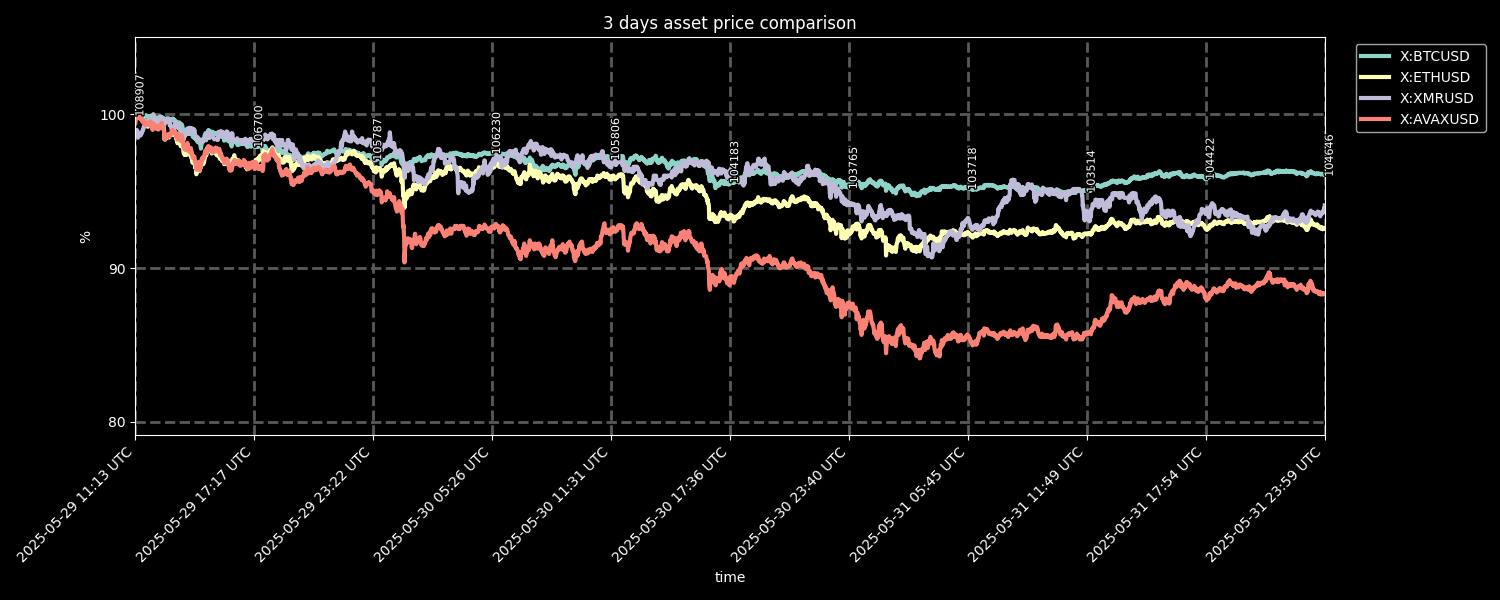 3 days asset price comparison
X:BTCUSD
X:ETHUSD
X:XMRUSD
X:AVAXUSD
100
90
80
%
108907
106700
105787
106230
105806
104183
103765
103718
103514
104422
104646
2025-05-29 11:13 UTC
2025-05-29 17:17 UTC
2025-05-29 23:22 UTC
2025-05-30 05:26 UTC
2025-05-30 11:31 UTC
2025-05-30 17:36 UTC
2025-05-30 23:40 UTC
2025-05-31 05:45 UTC
2025-05-31 11:49 UTC
2025-05-31 17:54 UTC
2025-05-31 23:59 UTC
time